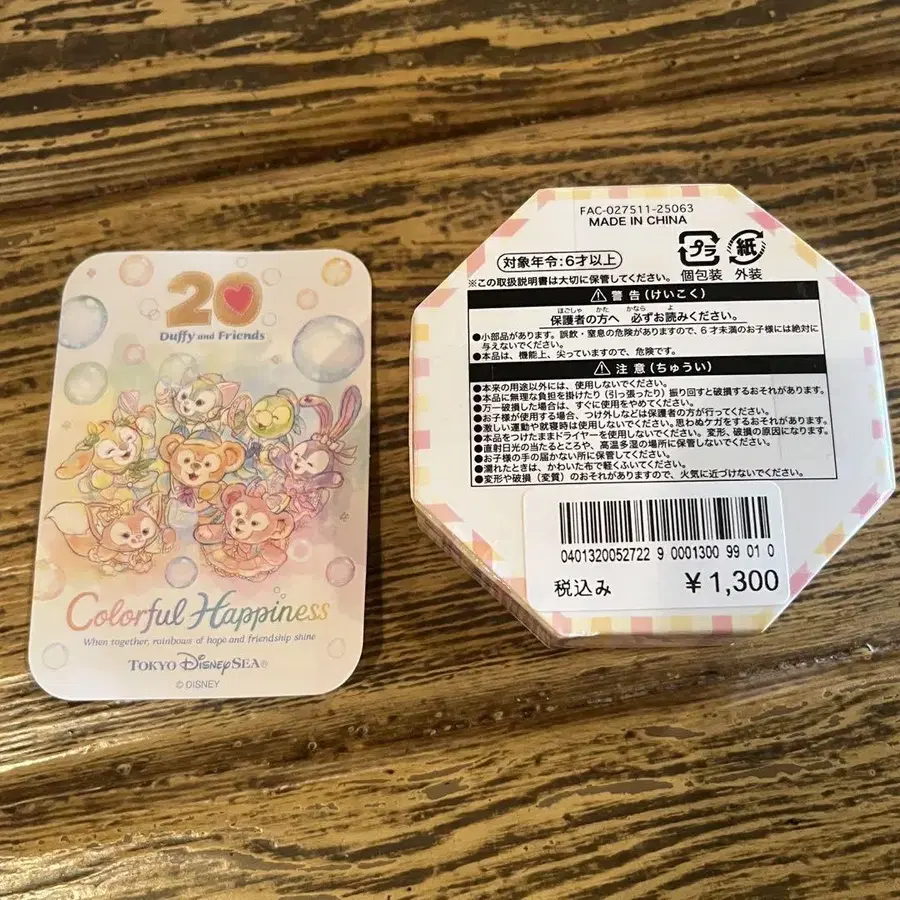 20
Duffy and Friends
Colorful Happiness
When together, rainbows of hope and friendship shine
TOKYO DISNEYSEA®
© DISNEY
FAC-027511-25063
MADE IN CHINA
対象年令:6才以上
プラ
個包装
紙
外装
※この取扱説明書は大切に保管してください。
警告(けいこく)
ほごしゃ かた かなら よ
保護者の方へ 必ずお読みください。
●小部品があります。誤飲・窒息の危険がありますので、6才未満のお子様には絶対に
与えないでください。
●本品は、機能上、尖っていますので、危険です。
注意(ちゅうい)
●本来の用途以外には、使用しないでください。
●本品に無理な負担を掛けたり(引っ張ったり)振り回すと破損するおそれがあります。
●万一破損した場合は、すぐに使用をやめてください。
●お子様が使用する場合、つけ外しなどは保護者の方が行ってください。
●激しい運動や就寝時は使用しないでください。思わぬケガをするおそれがあります。
●本品をつけたままドライヤーを使用しないでください。変形、破損の原因になります。
●直射日光の当たるところや、高温多湿の場所に保管しないでください。
●お子様の手の届かない所に保管してください。
●濡れたときは、かわいた布で軽くふいてください。
●変形や破損(変質)のおそれがありますので、火気に近づけないでください。
0401320052722 9 0001300 99 01 0
税込み ¥1,300